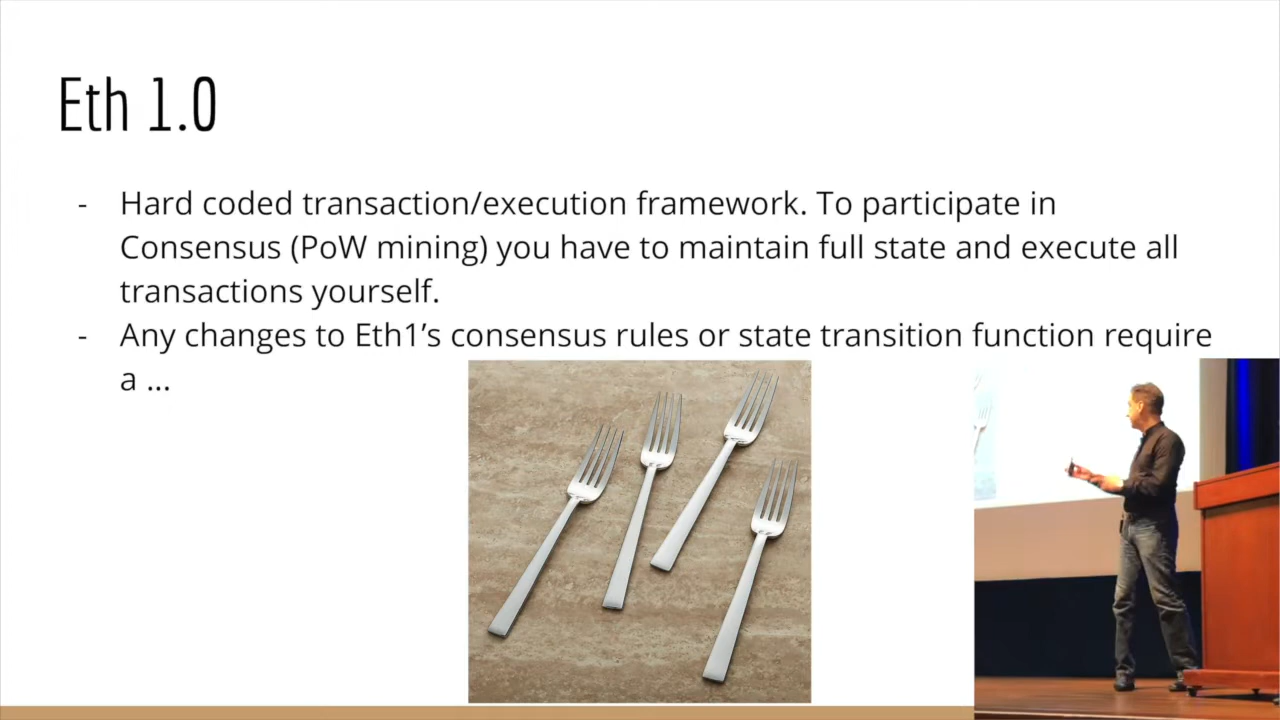 Eth 1.0
- Hard coded transaction/execution framework. To participate in
Consensus (PoW mining) you have to maintain full state and execute all
transactions yourself.
- Any changes to Eth1’s consensus rules or state transition function require
a ...